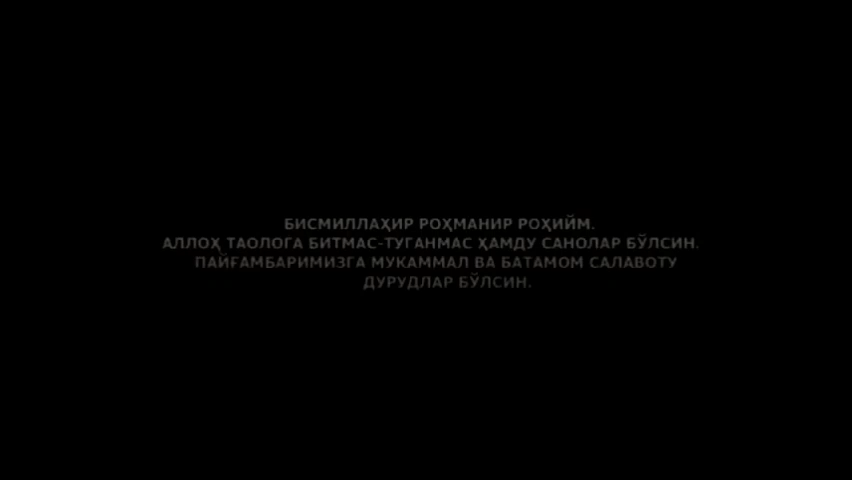 БИСМИЛЛАҲИР РОҲМАНИР РОҲИЙМ.
АЛЛОҲ ТАОЛОГА БИТМАС-ТУГАНМАС ҲАМДУ САНОЛАР БЎЛСИН.
ПАЙҒАМБАРИМИЗГА МУКАММАЛ ВА БАТАМОМ САЛАВОТУ
ДУРУДЛАР БЎЛСИН.